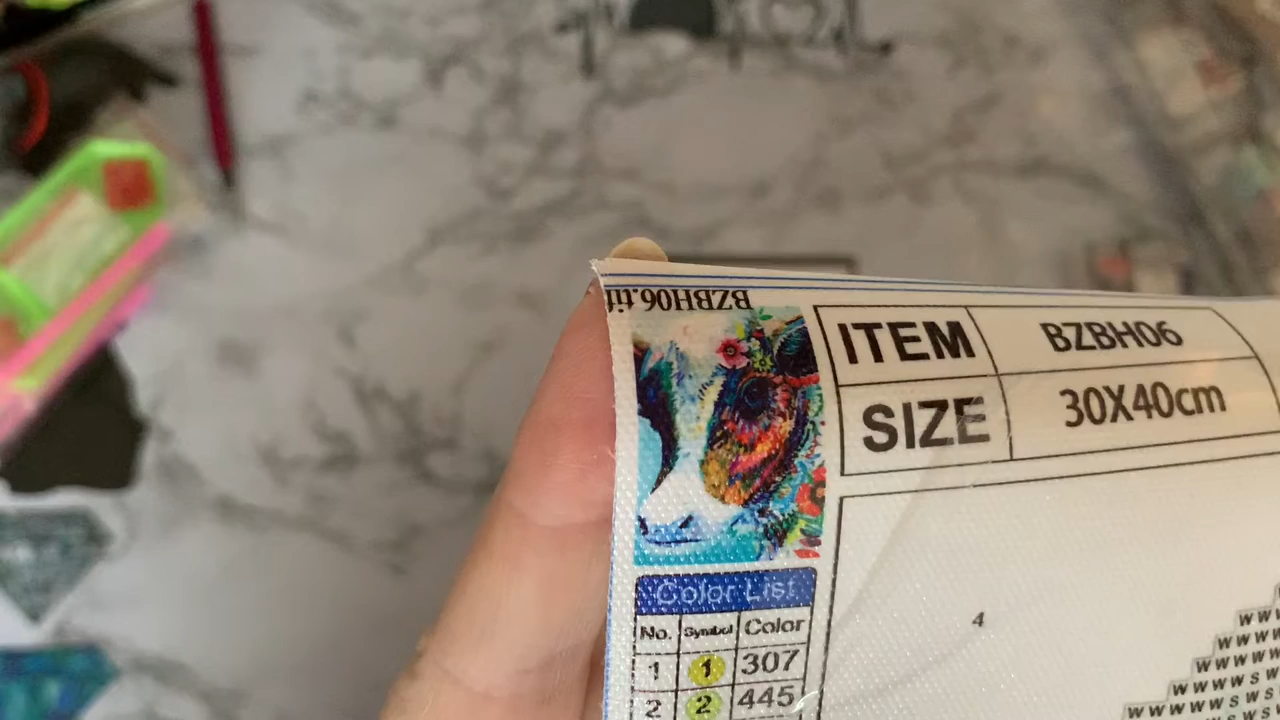 BZBH06.tif
ITEM BZBH06
SIZE 30X40cm
Color List
No. Symbol Color
1 1 307
2 2 445
4
W W
W W W W
W W W W W
W W W W S W
W W W W S W S